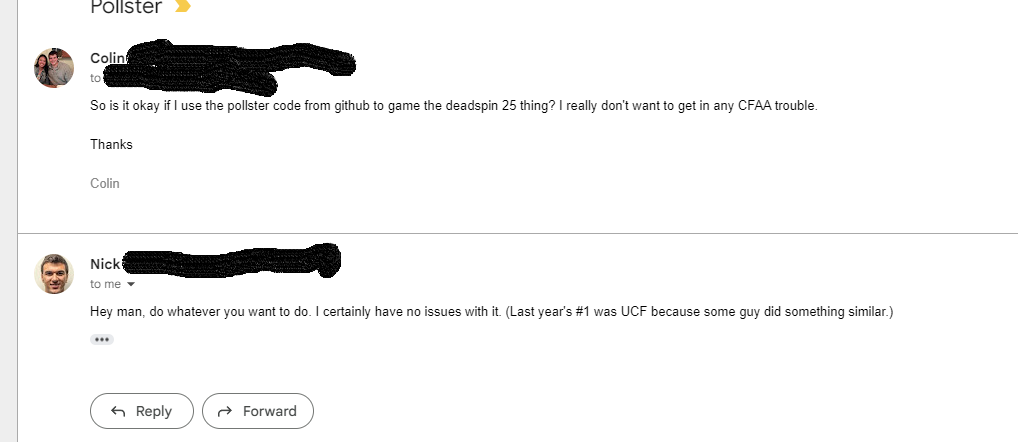 Pollster
Colin
to
So is it okay if I use the pollster code from github to game the deadspin 25 thing? I really don't want to get in any CFAA trouble.
Thanks
Colin
Nick
to me
Hey man, do whatever you want to do. I certainly have no issues with it. (Last year's #1 was UCF because some guy did something similar.)
Reply
Forward